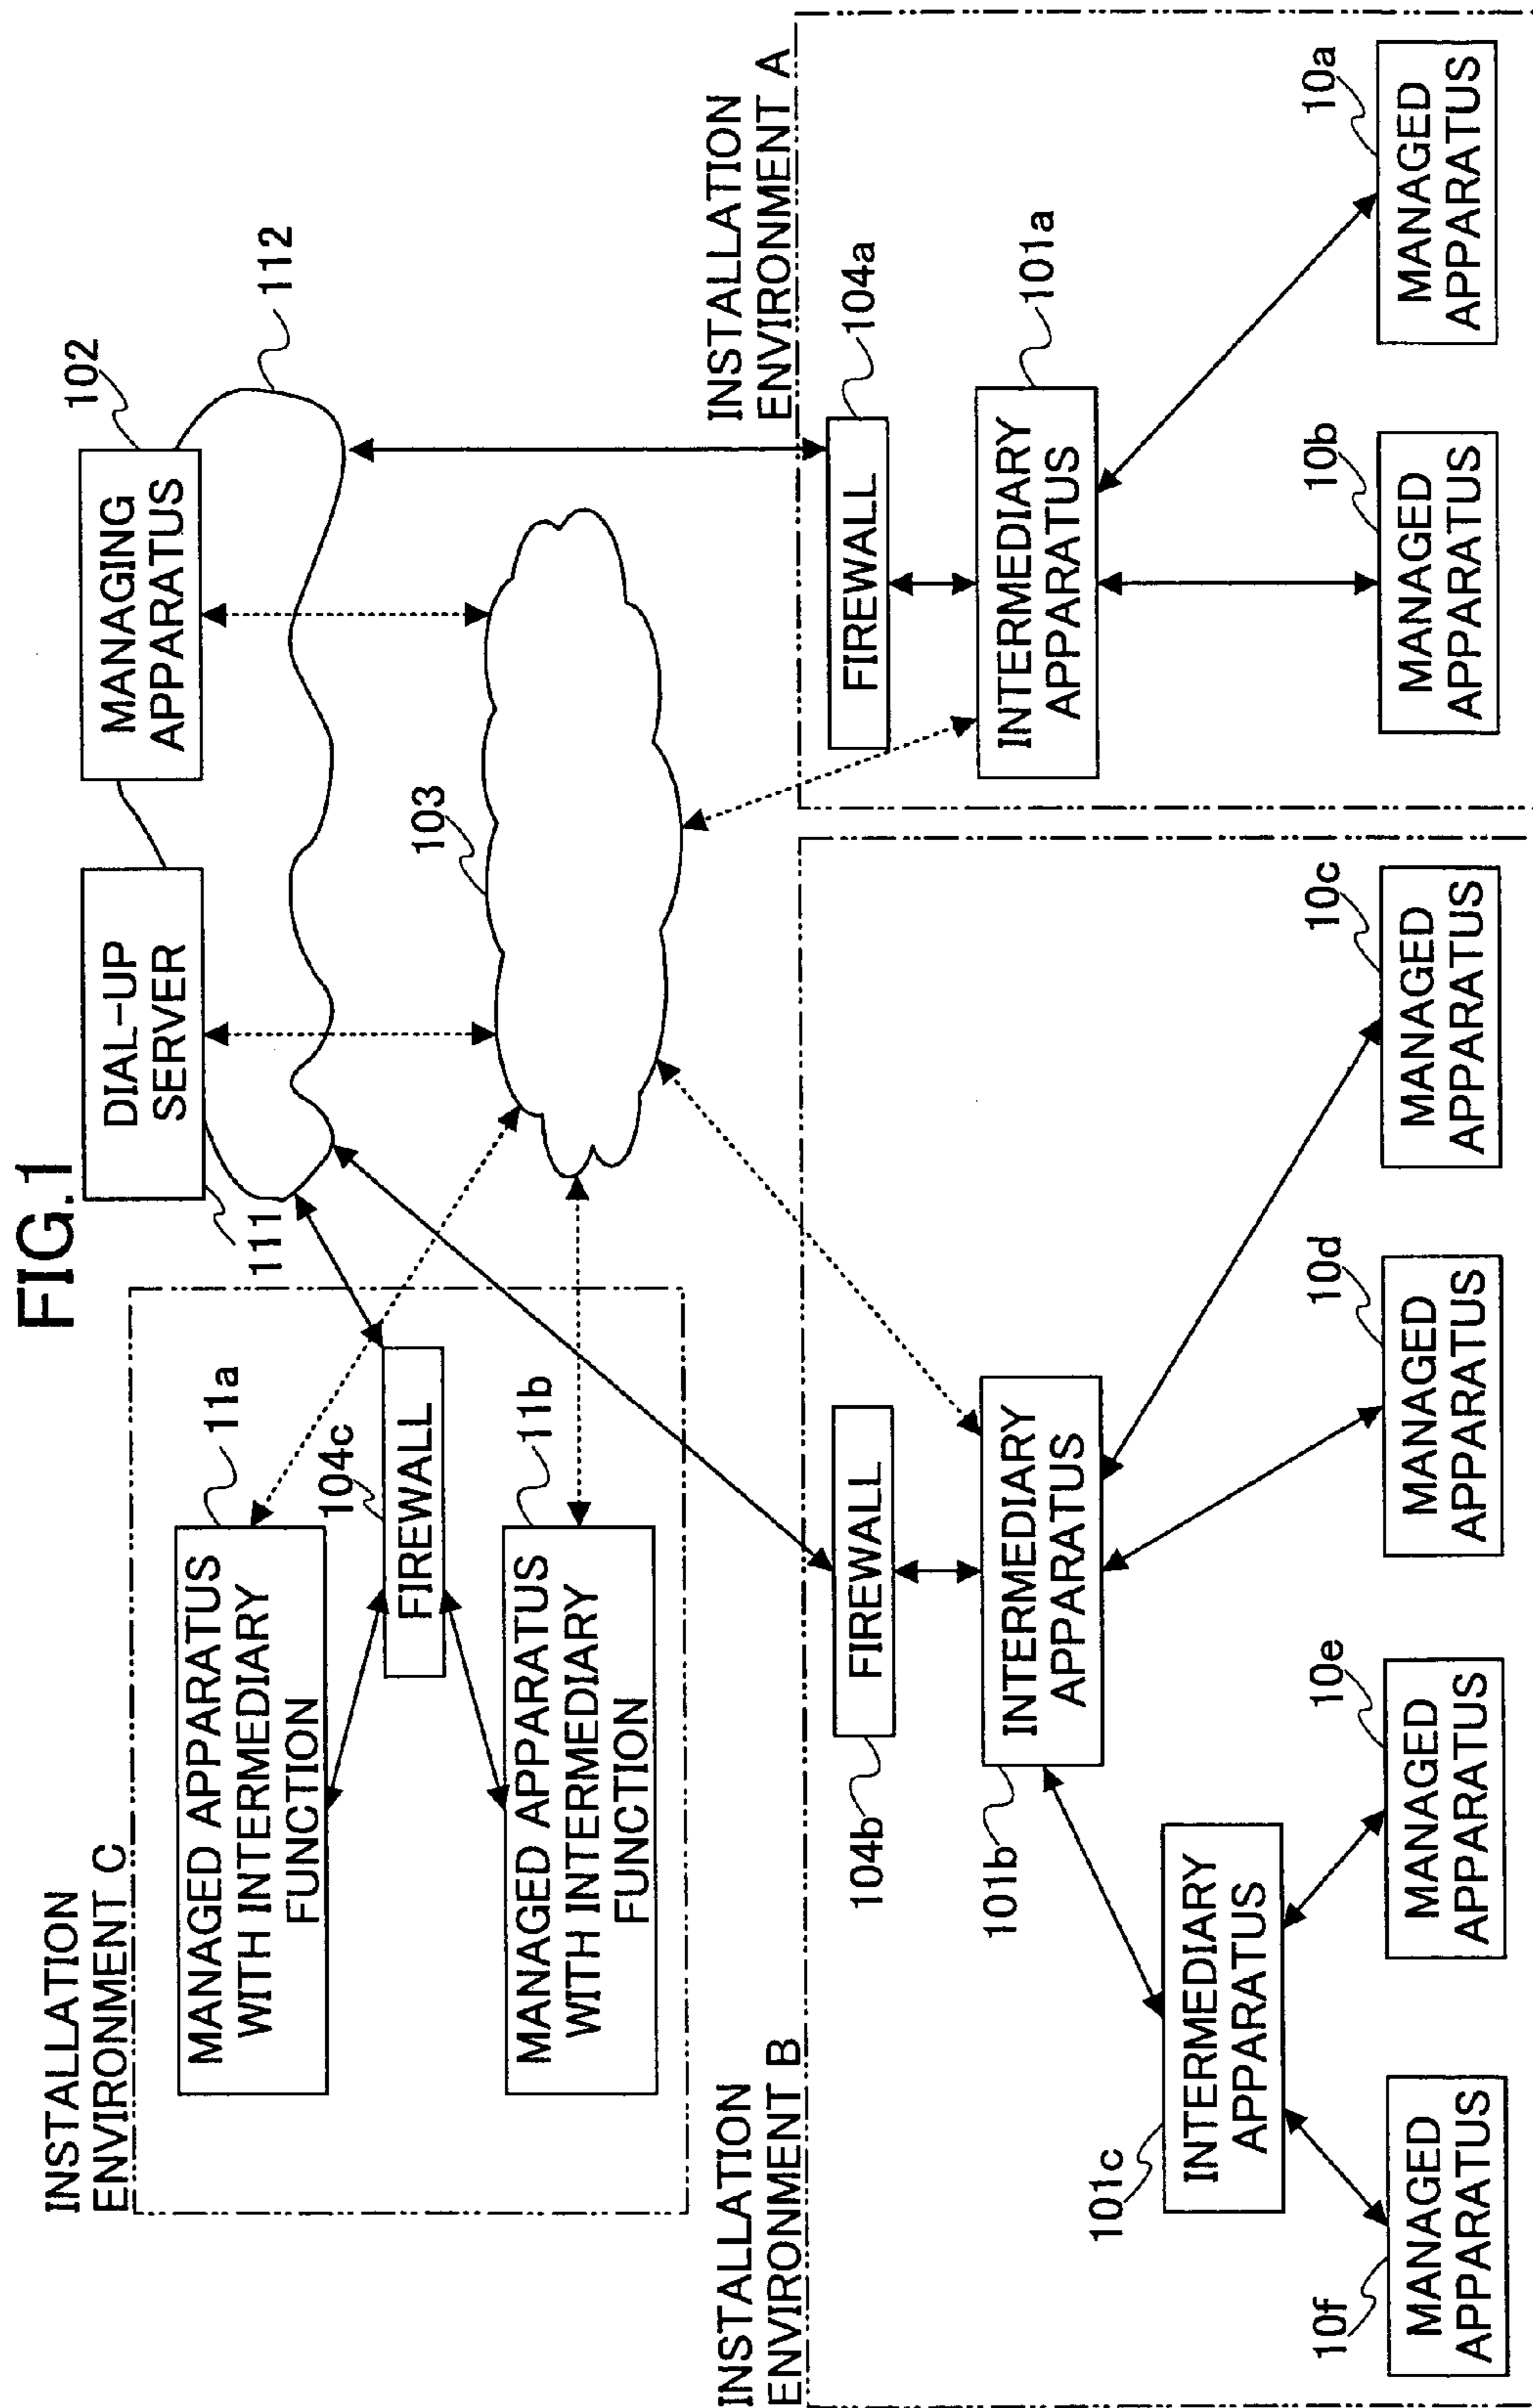 FIG.1
INSTALLATION
ENVIRONMENT C
MANAGED APPARATUS
WITH INTERMEDIARY
FUNCTION
11a
104c
FIREWALL
MANAGED APPARATUS
WITH INTERMEDIARY
FUNCTION
11b
DIAL-UP
SERVER
111
MANAGING
APPARATUS
102
112
103
INSTALLATION
ENVIRONMENT B
FIREWALL
104b
INTERMEDIARY
APPARATUS
101b
INTERMEDIARY
APPARATUS
101c
MANAGED
APPARATUS
10f
MANAGED
APPARATUS
10e
MANAGED
APPARATUS
10d
MANAGED
APPARATUS
10c
INSTALLATION
ENVIRONMENT A
FIREWALL
104a
INTERMEDIARY
APPARATUS
101a
MANAGED
APPARATUS
10b
MANAGED
APPARATUS
10a